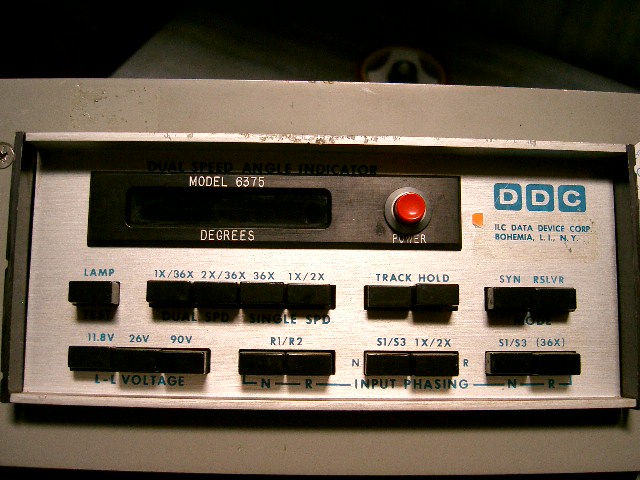 DUAL SPEED ANGLE INDICATOR
MODEL 6375
DEGREES
POWER
DDC
ILC DATA DEVICE CORP.
BOHEMIA, L.I., N.Y.
LAMP
TEST
1X/36X 2X/36X 36X 1X/2X
DUAL SPD SINGLE SPD
TRACK HOLD
SYN RSLVR
MODE
11.8V 26V 90V
L-L VOLTAGE
R1/R2
N R
S1/S3 1X/2X
N R
INPUT PHASING
S1/S3 (36X)
N R